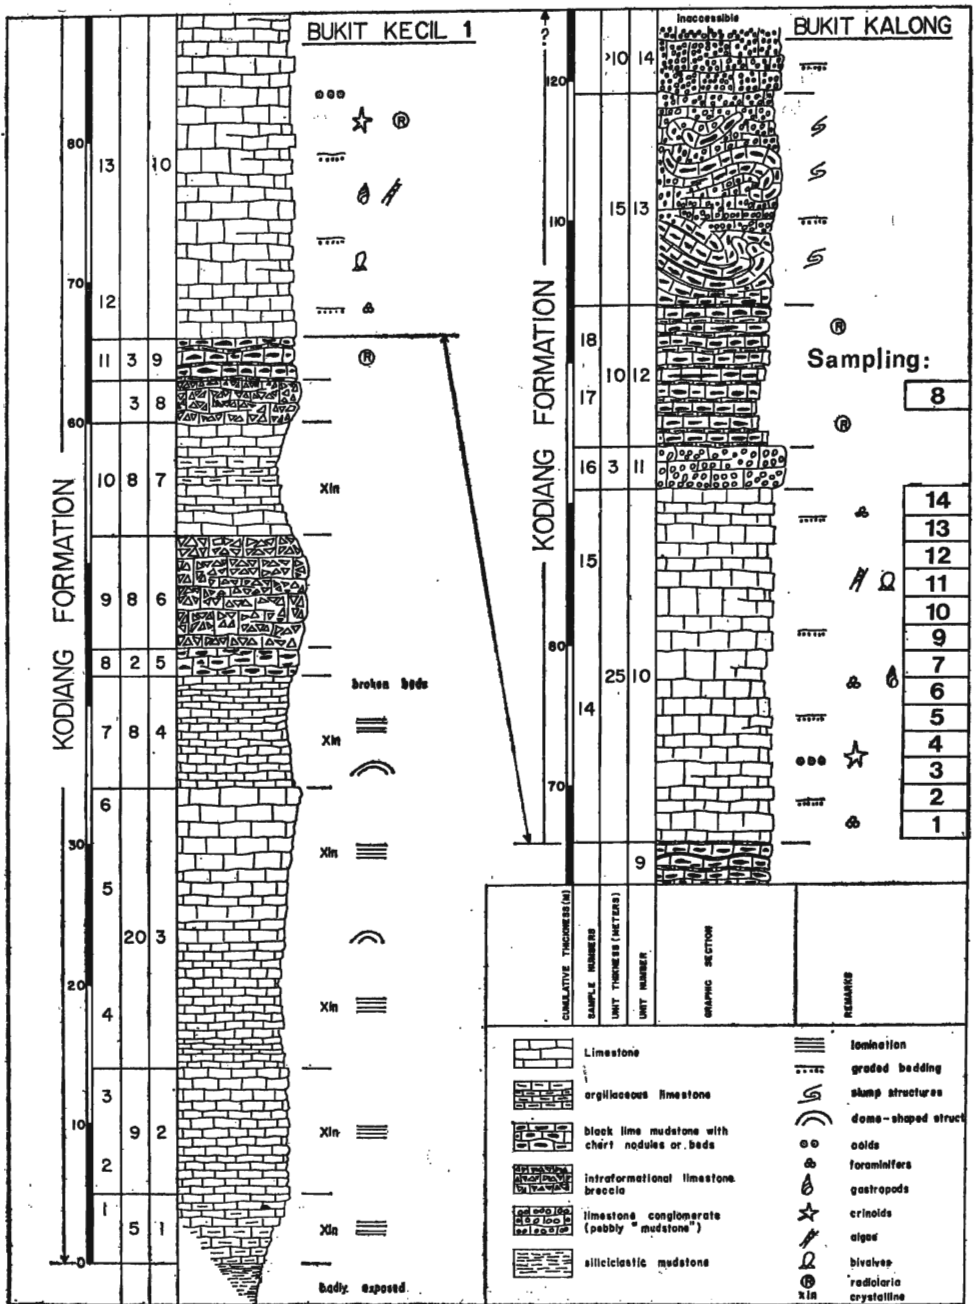 BUKIT KECIL 1
KODIANG FORMATION
KODIANG FORMATION
80
70
60
30
20
10
0
13
10
12
11 3 9
3 8
10 8 7
9 8 6
8 2 5
7 8 4
6
5
20 3
4
3
9 2
2
1
5 1
R
R
Xln
broken beds
Xln
Xln
Xln
Xln
Xln
badly exposed
BUKIT KALONG
Inaccessible
?
KODIANG FORMATION
120
110
80
70
>10 14
15 13
18
10 12
17
16 3 11
15
25 10
14
9
R
R
Sampling:
8
14
13
12
11
10
9
7
6
5
4
3
2
1
CUMULATIVE THICKNESS(M)
SAMPLE NUMBERS
UNIT THICKNESS (METERS)
UNIT NUMBER
GRAPHIC SECTION
REMARKS
Limestone
argillaceous limestone
black lime mudstone with
chert nodules or beds
intraformational limestone
breccia
limestone conglomerate
(pebbly "mudstone")
siliciclastic mudstone
lamination
graded bedding
slump structures
dome-shaped struct
ooids
foraminifers
gastropods
crinoids
algae
bivalves
R radiolaria
xln crystalline